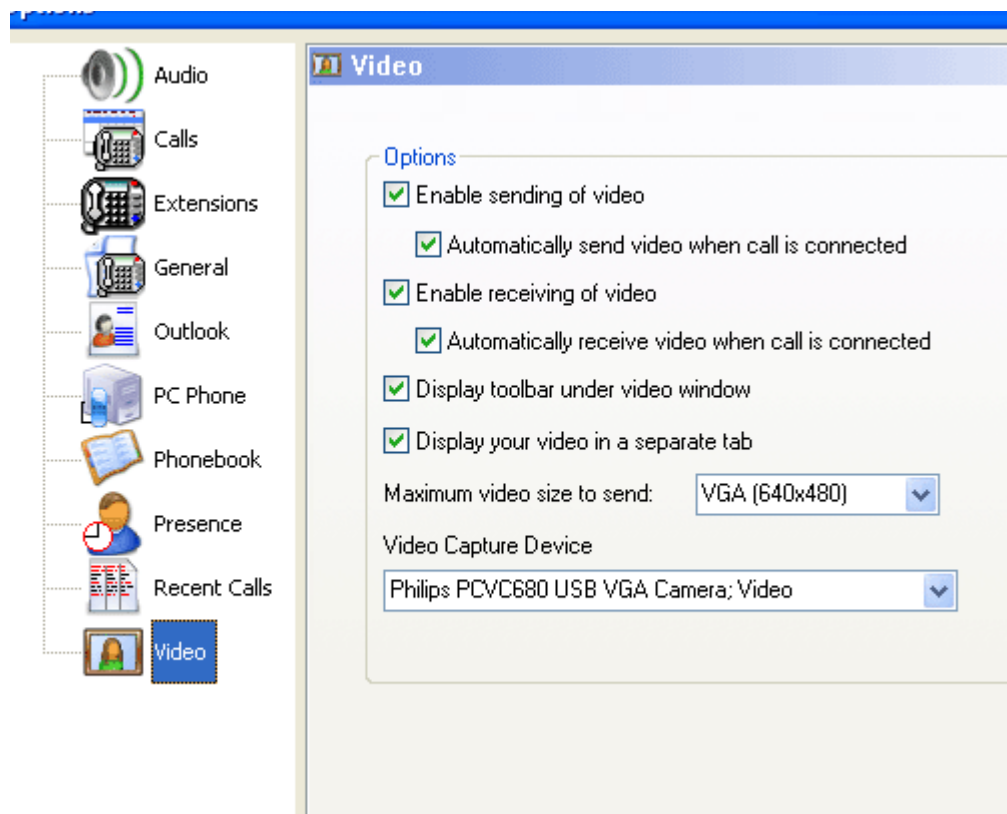 Options
Audio
Calls
Extensions
General
Outlook
PC Phone
Phonebook
Presence
Recent Calls
Video
Video
Options
Enable sending of video
Automatically send video when call is connected
Enable receiving of video
Automatically receive video when call is connected
Display toolbar under video window
Display your video in a separate tab
Maximum video size to send: VGA (640x480)
Video Capture Device
Philips PCVC680 USB VGA Camera; Video